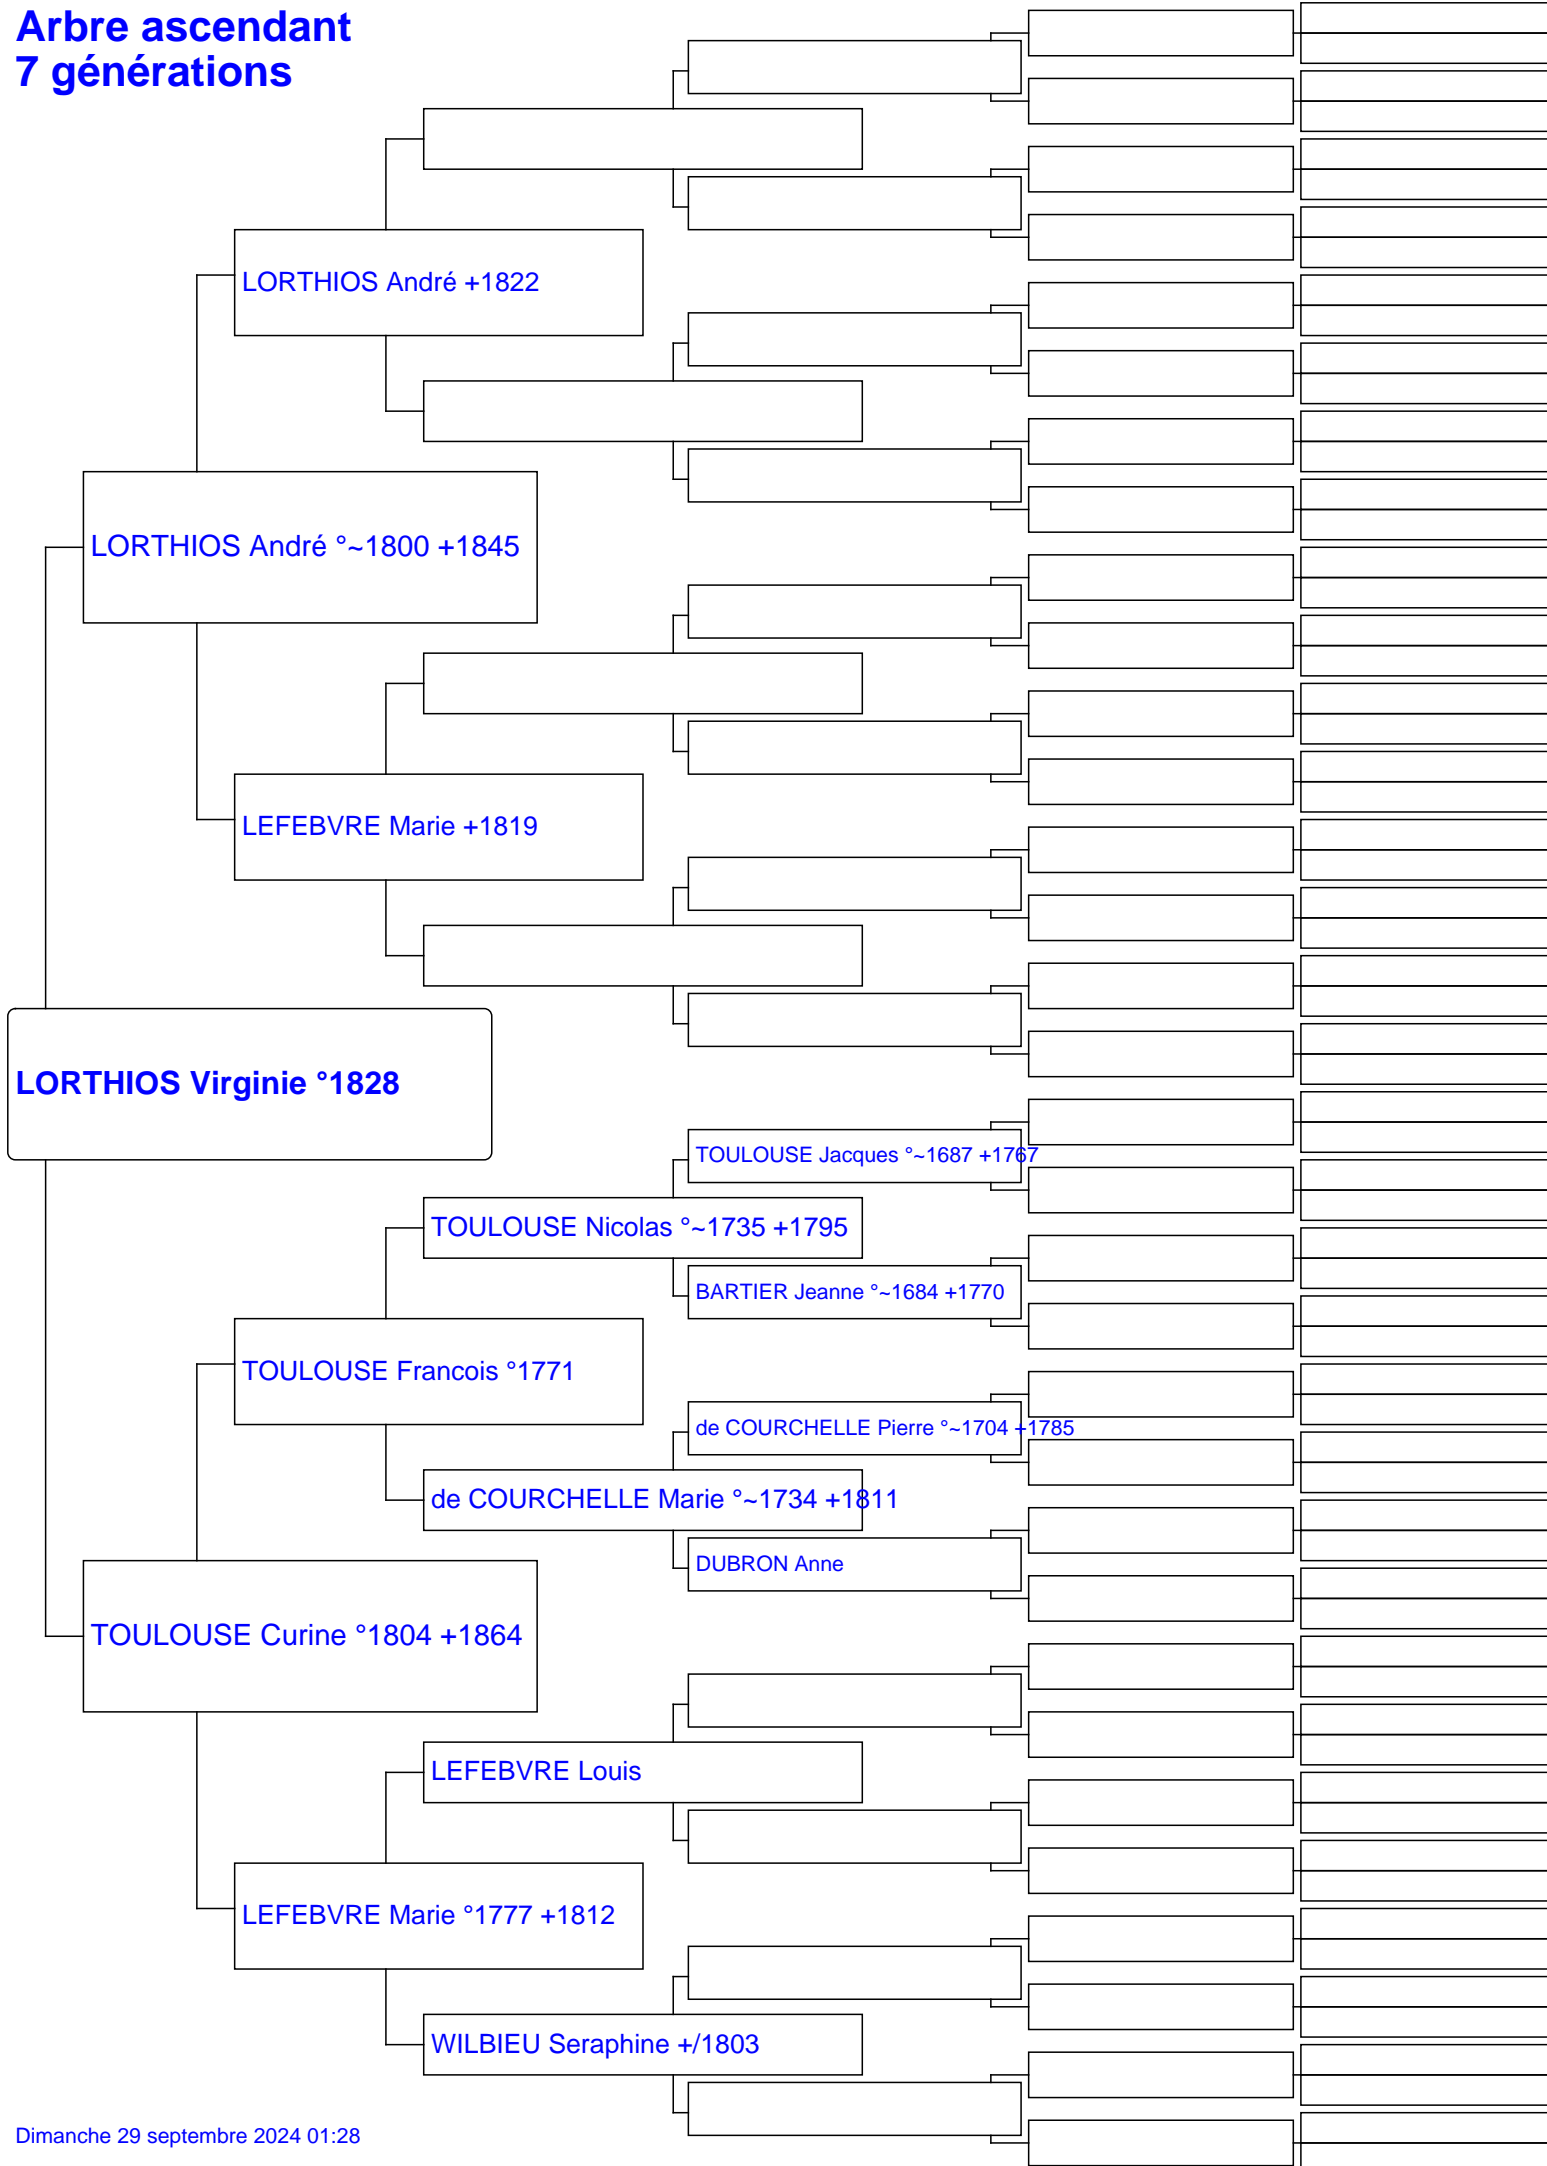 Arbre ascendant
7 générations
LORTHIOS André +1822
LORTHIOS André °~1800 +1845
LEFEBVRE Marie +1819
LORTHIOS Virginie °1828
TOULOUSE Jacques °~1687 +1767
TOULOUSE Nicolas °~1735 +1795
BARTIER Jeanne °~1684 +1770
TOULOUSE Francois °1771
de COURCHELLE Pierre °~1704 +1785
de COURCHELLE Marie °~1734 +1811
DUBRON Anne
TOULOUSE Curine °1804 +1864
LEFEBVRE Louis
LEFEBVRE Marie °1777 +1812
WILBIEU Seraphine +/1803
Dimanche 29 septembre 2024 01:28